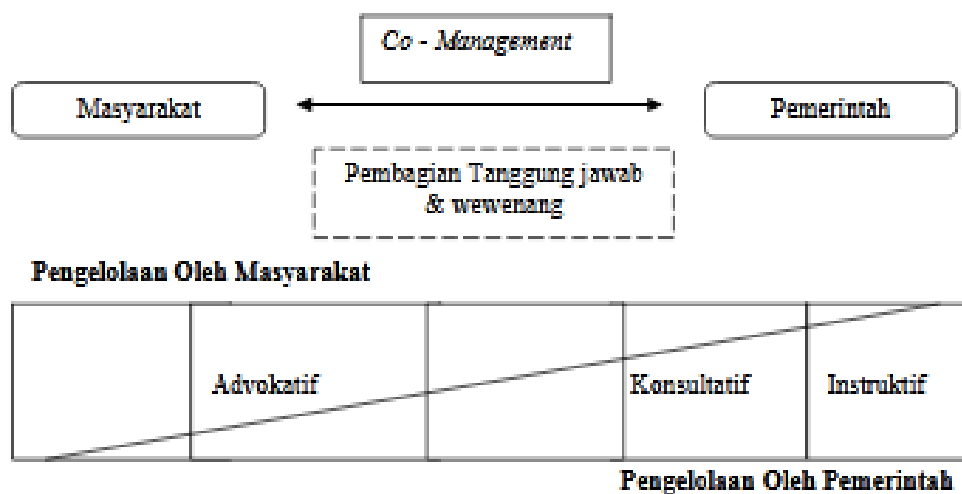 Co - Management
Masyarakat
Pemerintah
Pembagian Tanggung jawab
& wewenang
Pengelolaan Oleh Masyarakat
Advokatif
Konsultatif
Instruktif
Pengelolaan Oleh Pemerintah